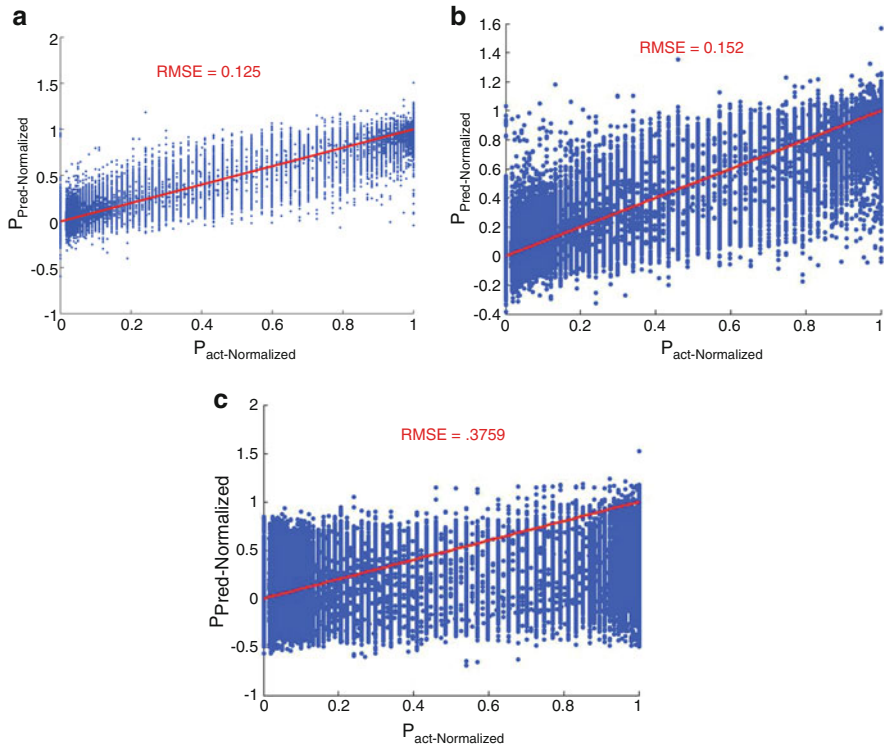 a
2
1.5
1
0.5
0
-0.5
-1
0 0.2 0.4 0.6 0.8 1
RMSE = 0.125
PPred-Normalized
Pact-Normalized
b
1.6
1.4
1.2
1
0.8
0.6
0.4
0.2
0
-0.2
-0.4
0 0.2 0.4 0.6 0.8 1
RMSE = 0.152
PPred-Normalized
Pact-Normalized
c
2
1.5
1
0.5
0
-0.5
-1
0 0.2 0.4 0.6 0.8 1
RMSE = .3759
PPred-Normalized
Pact-Normalized